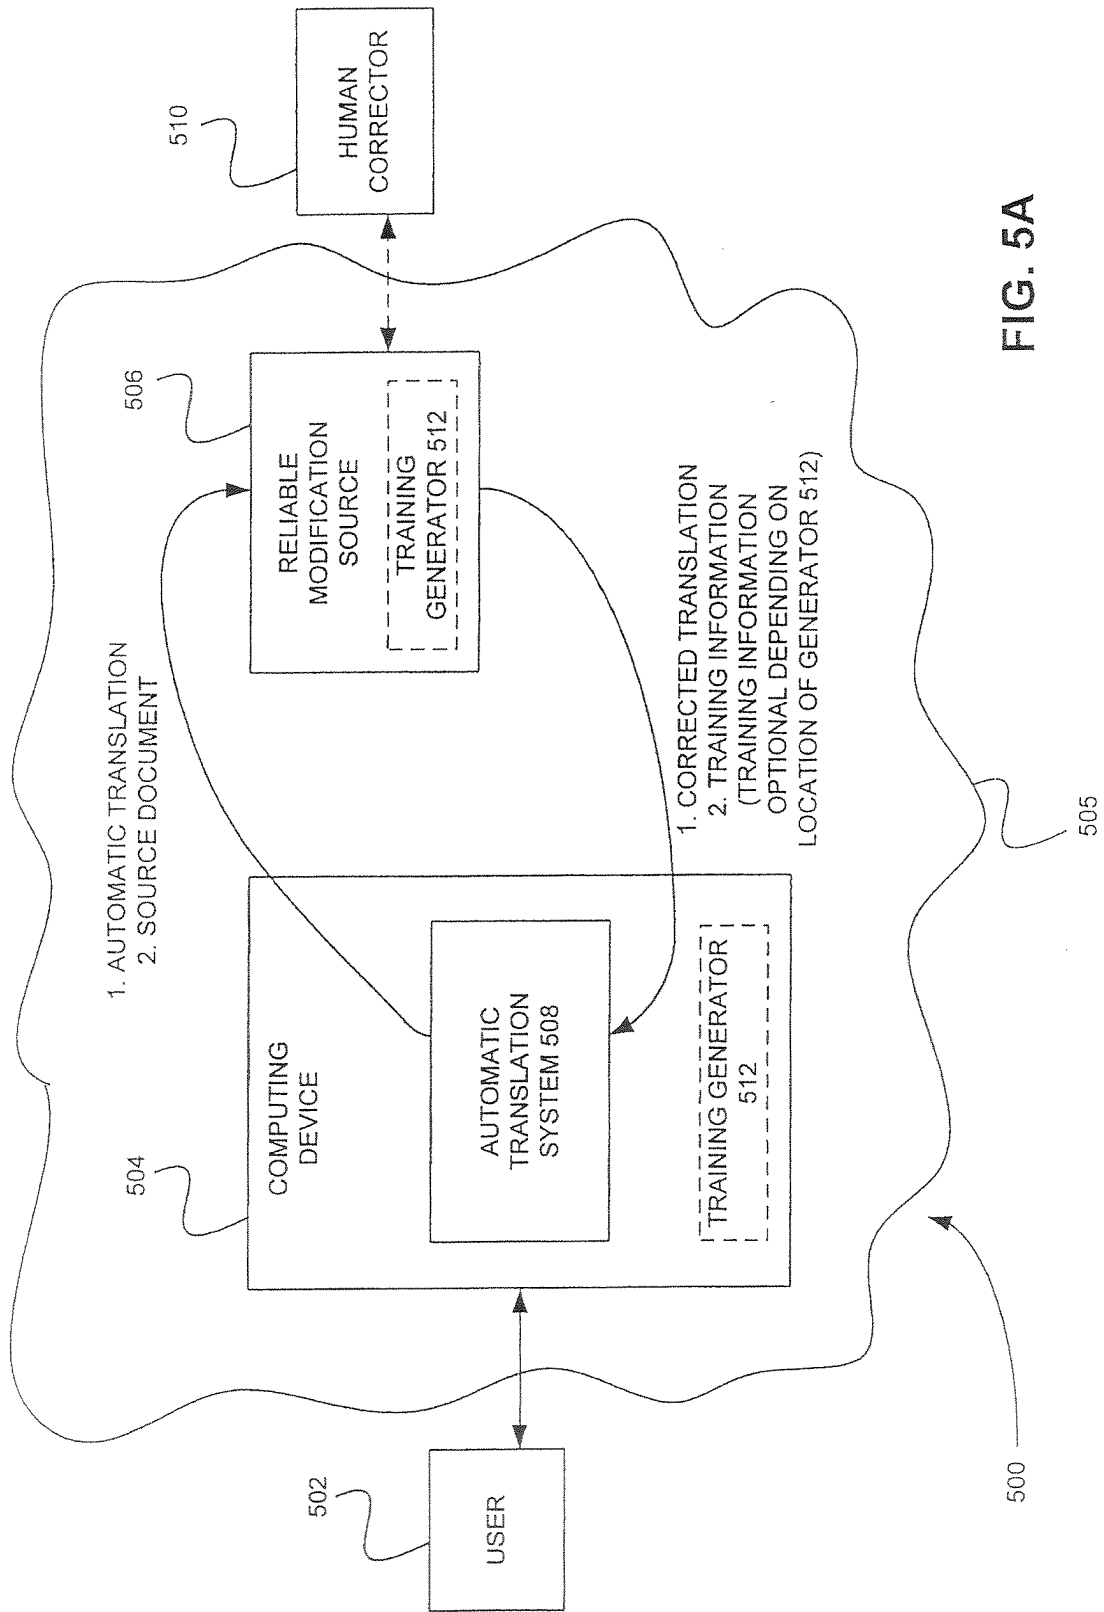 510
HUMAN
CORRECTOR
506
RELIABLE
MODIFICATION
SOURCE
TRAINING
GENERATOR 512
1. AUTOMATIC TRANSLATION
2. SOURCE DOCUMENT
1. CORRECTED TRANSLATION
2. TRAINING INFORMATION
(TRAINING INFORMATION
OPTIONAL DEPENDING ON
LOCATION OF GENERATOR 512)
504
COMPUTING
DEVICE
AUTOMATIC
TRANSLATION
SYSTEM 508
TRAINING GENERATOR
512
505
502
USER
500
FIG. 5A